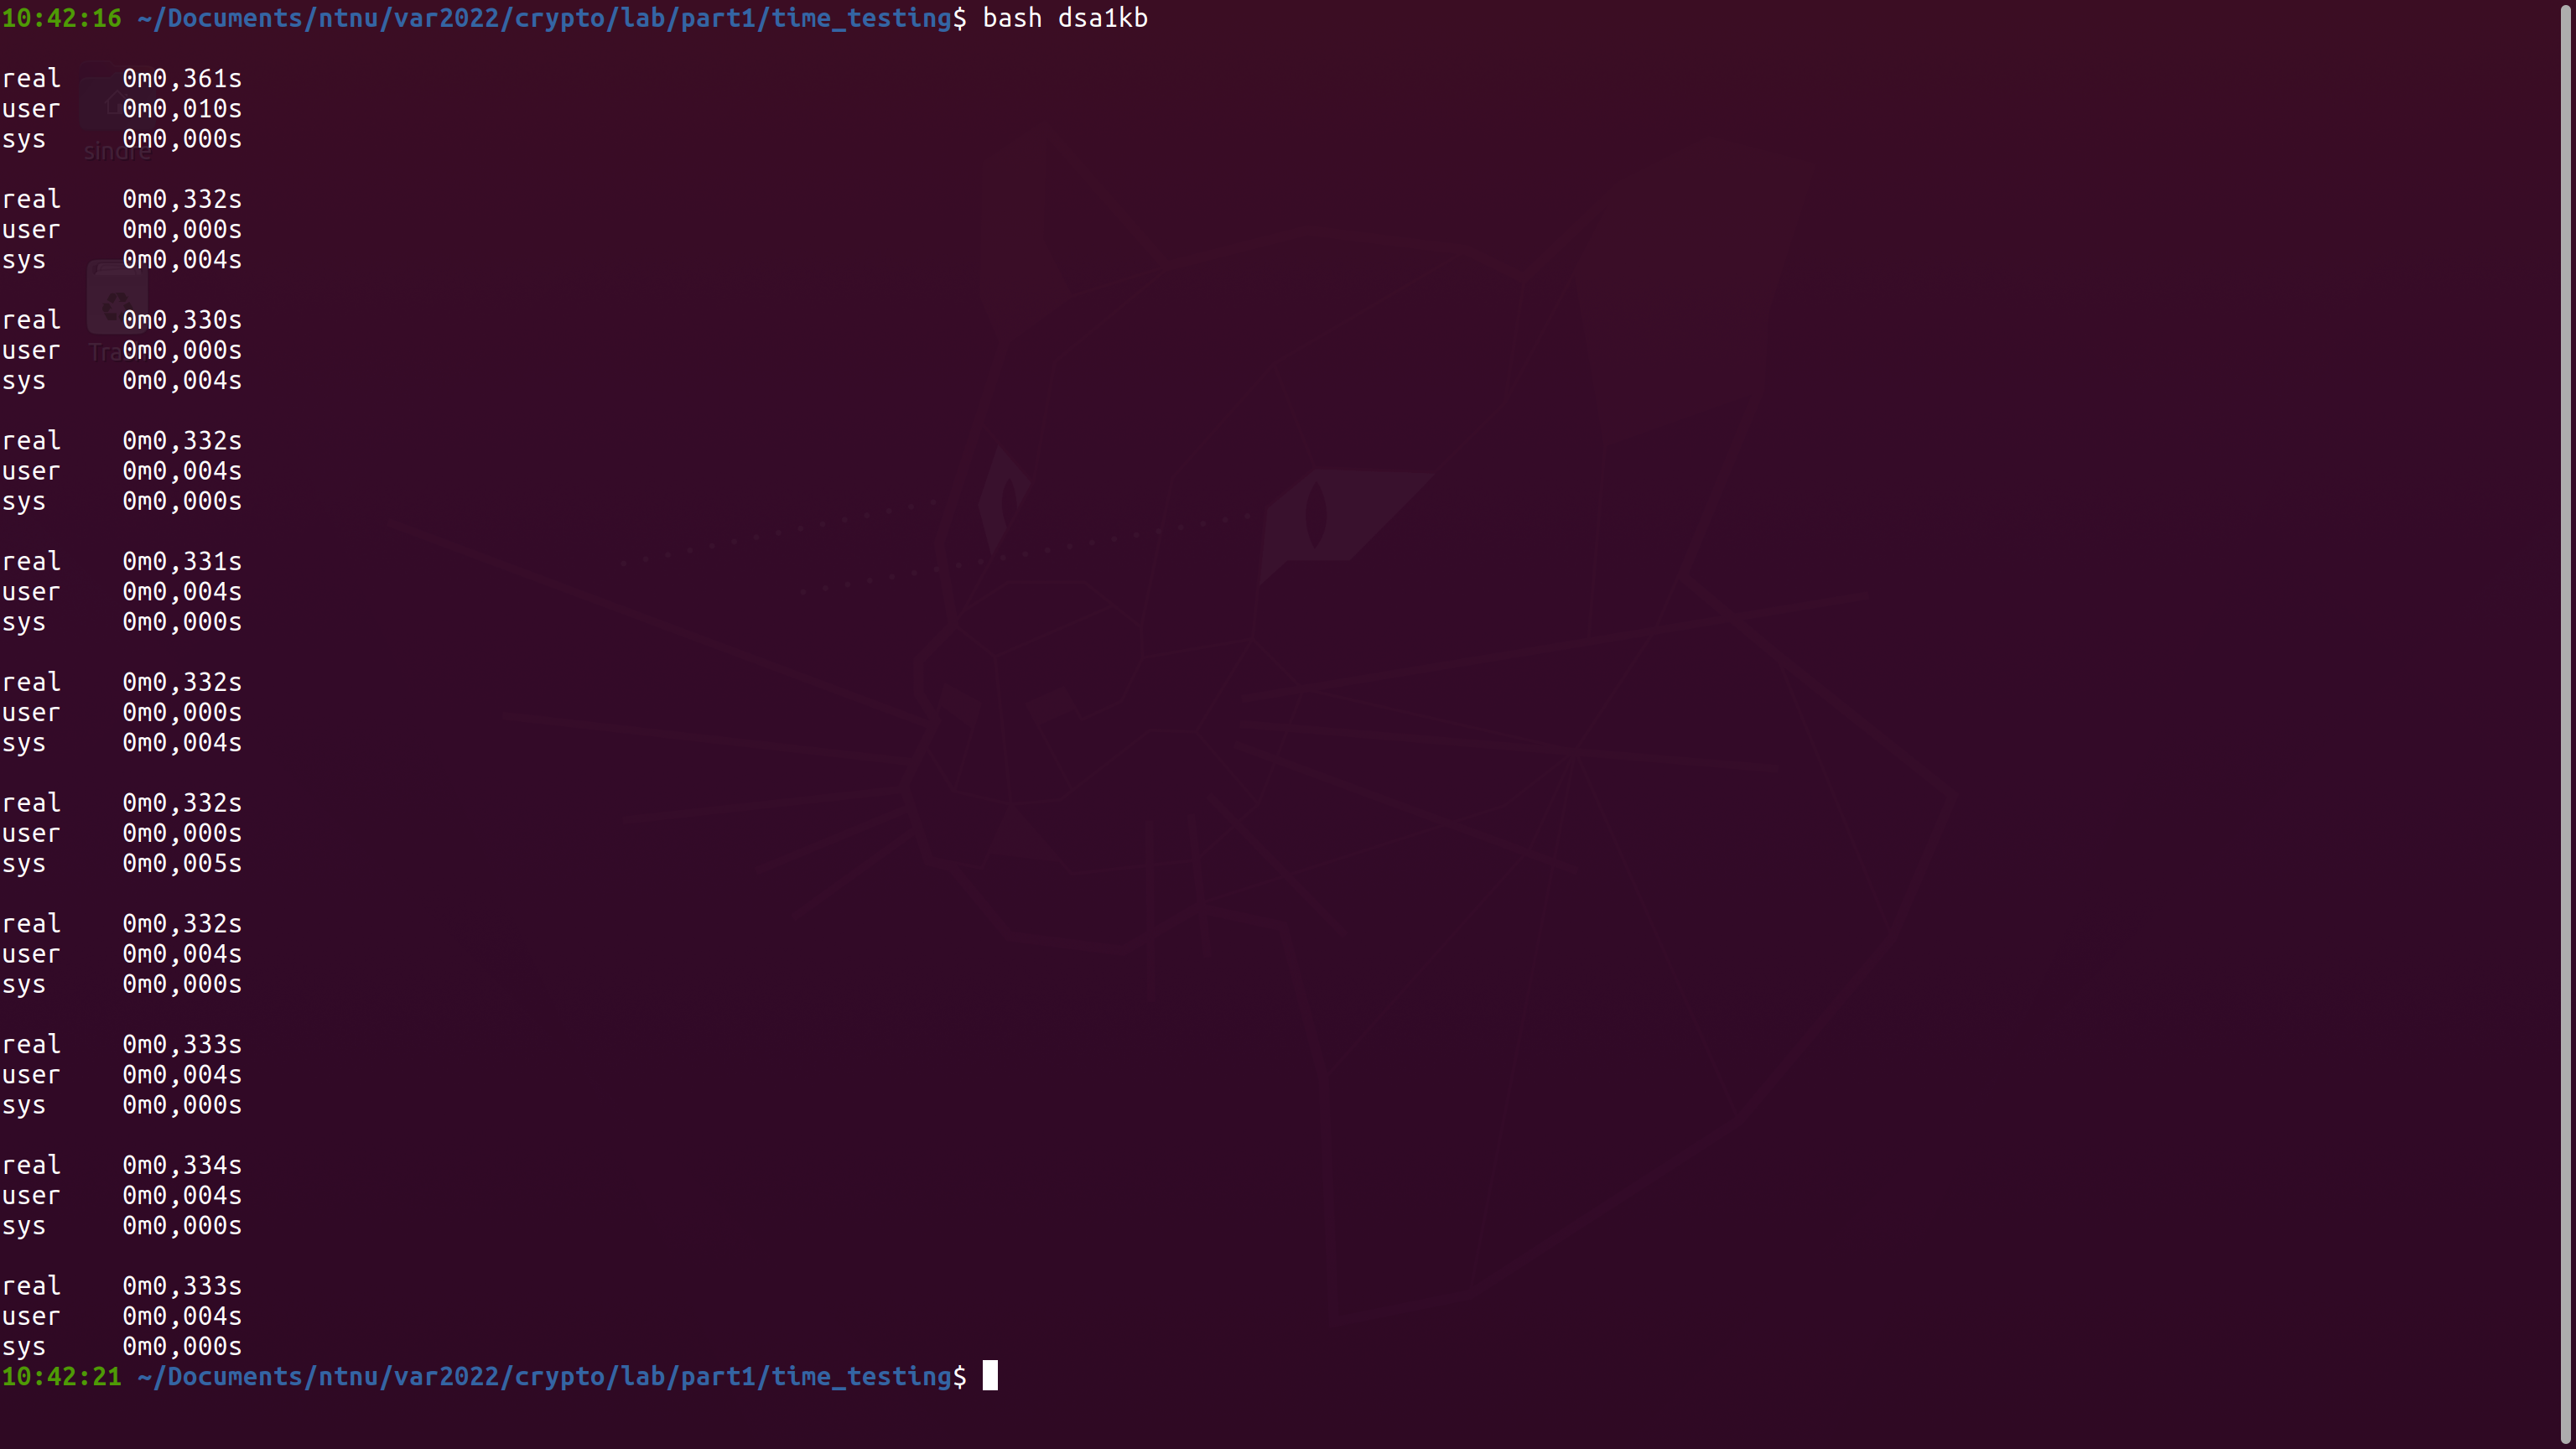 10:42:16 ~/Documents/ntnu/var2022/crypto/lab/part1/time_testing$ bash dsa1kb
real 0m0,361s
user 0m0,010s
sys 0m0,000s
sindre
real 0m0,332s
user 0m0,000s
sys 0m0,004s
real 0m0,330s
user 0m0,000s
sys 0m0,004s
real 0m0,332s
user 0m0,004s
sys 0m0,000s
real 0m0,331s
user 0m0,004s
sys 0m0,000s
real 0m0,332s
user 0m0,000s
sys 0m0,004s
real 0m0,332s
user 0m0,000s
sys 0m0,005s
real 0m0,332s
user 0m0,004s
sys 0m0,000s
real 0m0,333s
user 0m0,004s
sys 0m0,000s
real 0m0,334s
user 0m0,004s
sys 0m0,000s
real 0m0,333s
user 0m0,004s
sys 0m0,000s
10:42:21 ~/Documents/ntnu/var2022/crypto/lab/part1/time_testing$